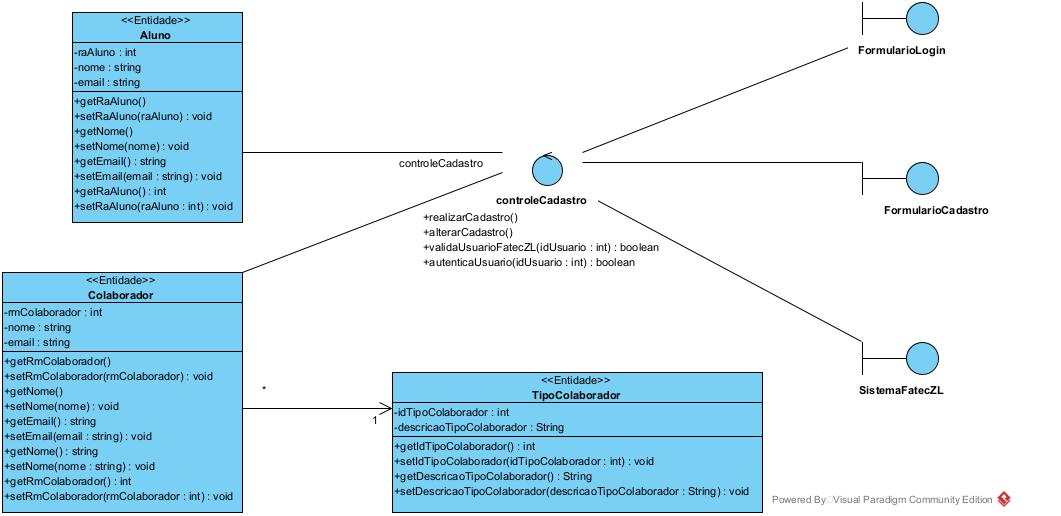 <<Entidade>>
Aluno
-raAluno : int
-nome : string
-email : string
+getRaAluno()
+setRaAluno(raAluno) : void
+getNome()
+setNome(nome) : void
+getEmail() : string
+setEmail(email : string) : void
+getRaAluno() : int
+setRaAluno(raAluno : int) : void
FormularioLogin
controleCadastro
controleCadastro
+realizarCadastro()
+alterarCadastro()
+validaUsuarioFatecZL(idUsuario : int) : boolean
+autenticaUsuario(idUsuario : int) : boolean
FormularioCadastro
SistemaFatecZL
<<Entidade>>
Colaborador
-rmColaborador : int
-nome : string
-email : string
+getRmColaborador()
+setRmColaborador(rmColaborador) : void
+getNome()
+setNome(nome) : void
+getEmail() : string
+setEmail(email : string) : void
+getNome() : string
+setNome(nome : string) : void
+getRmColaborador() : int
+setRmColaborador(rmColaborador : int) : void
*
1
<<Entidade>>
TipoColaborador
-idTipoColaborador : int
-descricaoTipoColaborador : String
+getIdTipoColaborador() : int
+setIdTipoColaborador(idTipoColaborador : int) : void
+getDescricaoTipoColaborador() : String
+setDescricaoTipoColaborador(descricaoTipoColaborador : String) : void
Powered By Visual Paradigm Community Edition